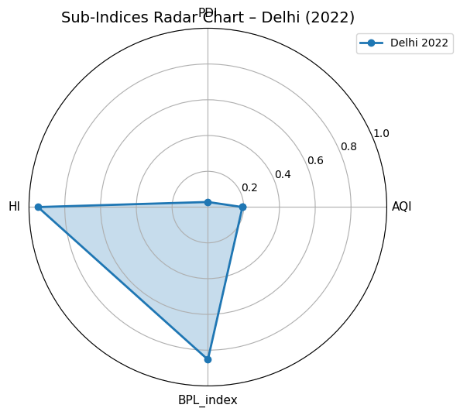 Sub-Indices Radar Chart – Delhi (2022)
PDI
Delhi 2022
1.0
0.8
0.6
0.4
0.2
HI
AQI
BPL_index